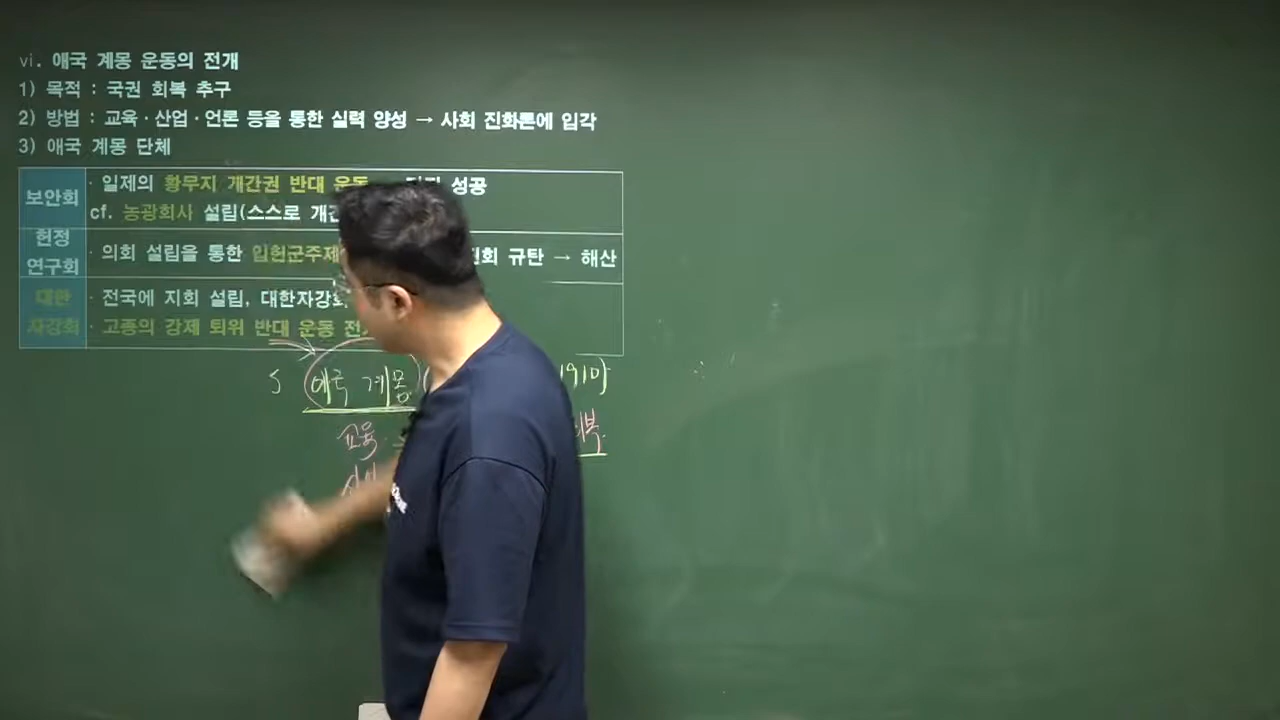 vi. 애국 계몽 운동의 전개
1) 목적 : 국권 회복 추구
2) 방법 : 교육·산업·언론 등을 통한 실력 양성 → 사회 진화론에 입각
3) 애국 계몽 단체
보안회
· 일제의 황무지 개간권 반대 운동 성공
cf. 농광회사 설립(스스로 개간
헌정
연구회
· 의회 설립을 통한 입헌군주제 규탄 → 해산
대한
자강회
· 전국에 지회 설립, 대한자강회
· 고종의 강제 퇴위 반대 운동 전
애국 계몽
교육